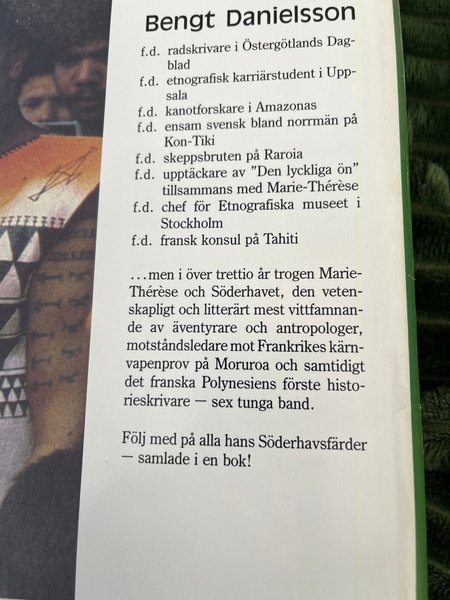 Bengt Danielsson
f.d. radskrivare i Östergötlands Dag-
blad
f.d. etnografisk karriärstudent i Upp-
sala
f.d. kanotforskare i Amazonas
f.d. ensam svensk bland norrmän på
Kon-Tiki
f.d. skeppsbruten på Raroia
f.d. upptäckare av ”Den lyckliga ön”
tillsammans med Marie-Thérèse
f.d. chef för Etnografiska museet i
Stockholm
f.d. fransk konsul på Tahiti
...men i över trettio år trogen Marie-
Thérèse och Söderhavet, den veten-
skapligt och litterärt mest vittfamnan-
de av äventyrare och antropologer,
motståndsledare mot Frankrikes kärn-
vapenprov på Moruroa och samtidigt
det franska Polynesiens förste histo-
rieskrivare — sex tunga band.
Följ med på alla hans Söderhavsfärder
— samlade i en bok!